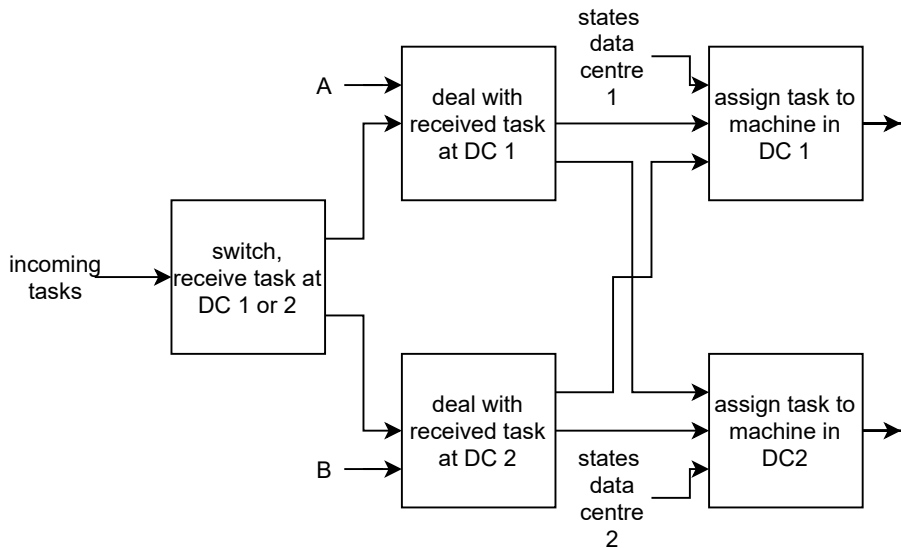 states
data
centre
1
A
deal with
received task
at DC 1
assign task to
machine in
DC 1
incoming
tasks
switch,
receive task at
DC 1 or 2
deal with
received task
at DC 2
assign task to
machine in
DC2
B
states
data
centre
2